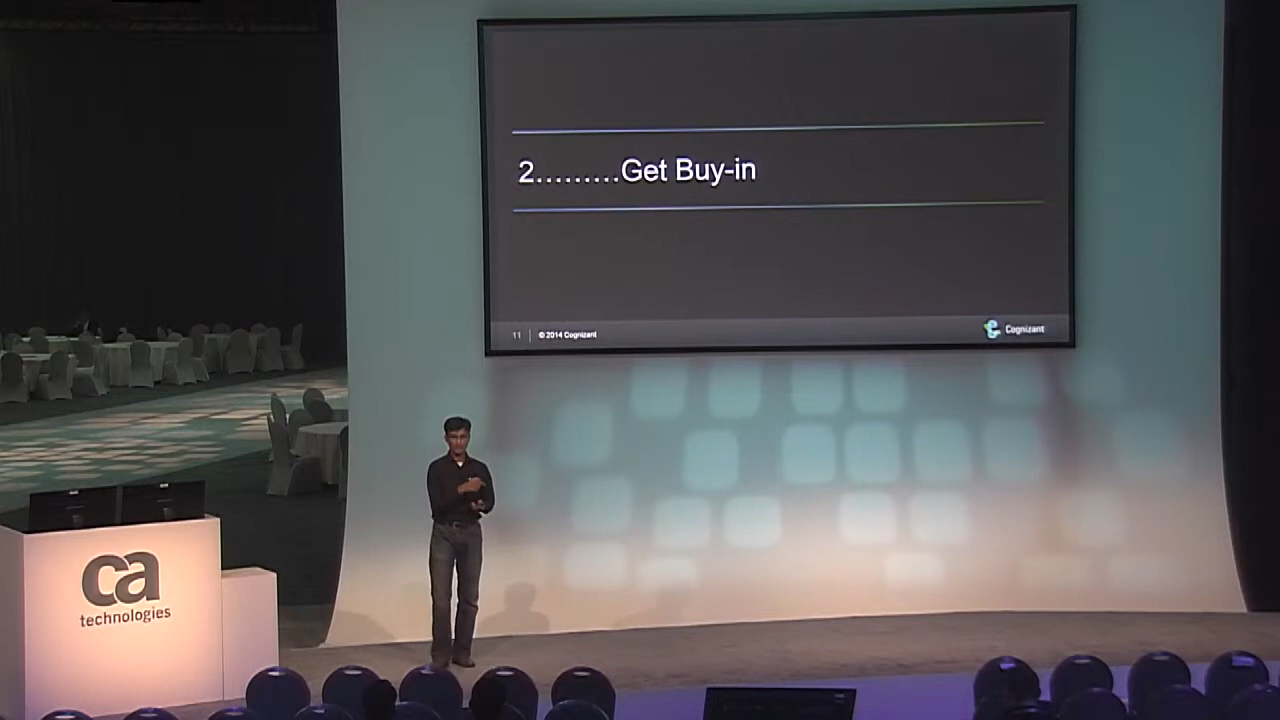 2.........Get Buy-in
11 © 2014 Cognizant
Cognizant
ca
technologies